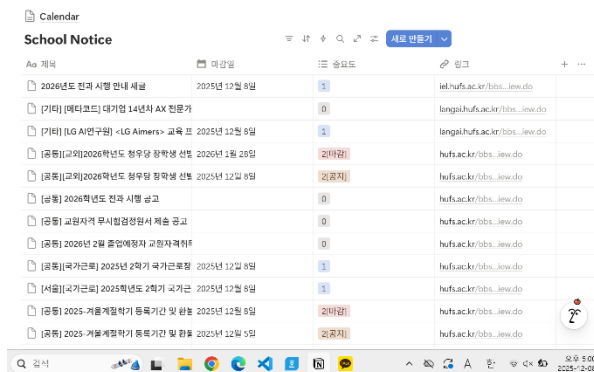 Calendar
School Notice
새로 만들기
Aa 제목 마감일 중요도 링크
2026년도 전과 시행 안내 새글 2025년 12월 8일 1 iel.hufs.ac.kr/bbs...iew.do
[기타] [메타코드] 대기업 14년차 AX 전문가 0 langai.hufs.ac.kr/bbs...iew.do
[기타] [LG AI연구원] <LG Aimers> 교육 프 2025년 12월 8일 1 langai.hufs.ac.kr/bbs...iew.do
[공통][교외]2026학년도 청우당 장학생 선발 2026년 1월 28일 2[마감] hufs.ac.kr/bbs...iew.do
[공통][교외]2026학년도 청우당 장학생 선발 2025년 12월 8일 2[공지] hufs.ac.kr/bbs...iew.do
[공통] 2026학년도 전과 시행 공고 0 hufs.ac.kr/bbs...iew.do
[공통] 교원자격 무시험검정원서 제출 공고 0 hufs.ac.kr/bbs...iew.do
[공통] 2026년 2월 졸업예정자 교원자격취득 0 hufs.ac.kr/bbs...iew.do
[공통][국가근로] 2025년 2학기 국가근로장 2025년 12월 8일 1 hufs.ac.kr/bbs...iew.do
[서울][국가근로] 2025학년도 2학기 국가근 2025년 12월 8일 1 hufs.ac.kr/bbs...iew.do
[공통] 2025-겨울계절학기 등록기간 및 환불 2025년 12월 8일 2[마감] hufs.ac.kr/bbs...iew.do
[공통] 2025-겨울계절학기 등록기간 및 환불 2025년 12월 5일 2[공지] hufs.ac.kr/bbs...iew.do
검색 A 한 오후 5:00
2025-12-08